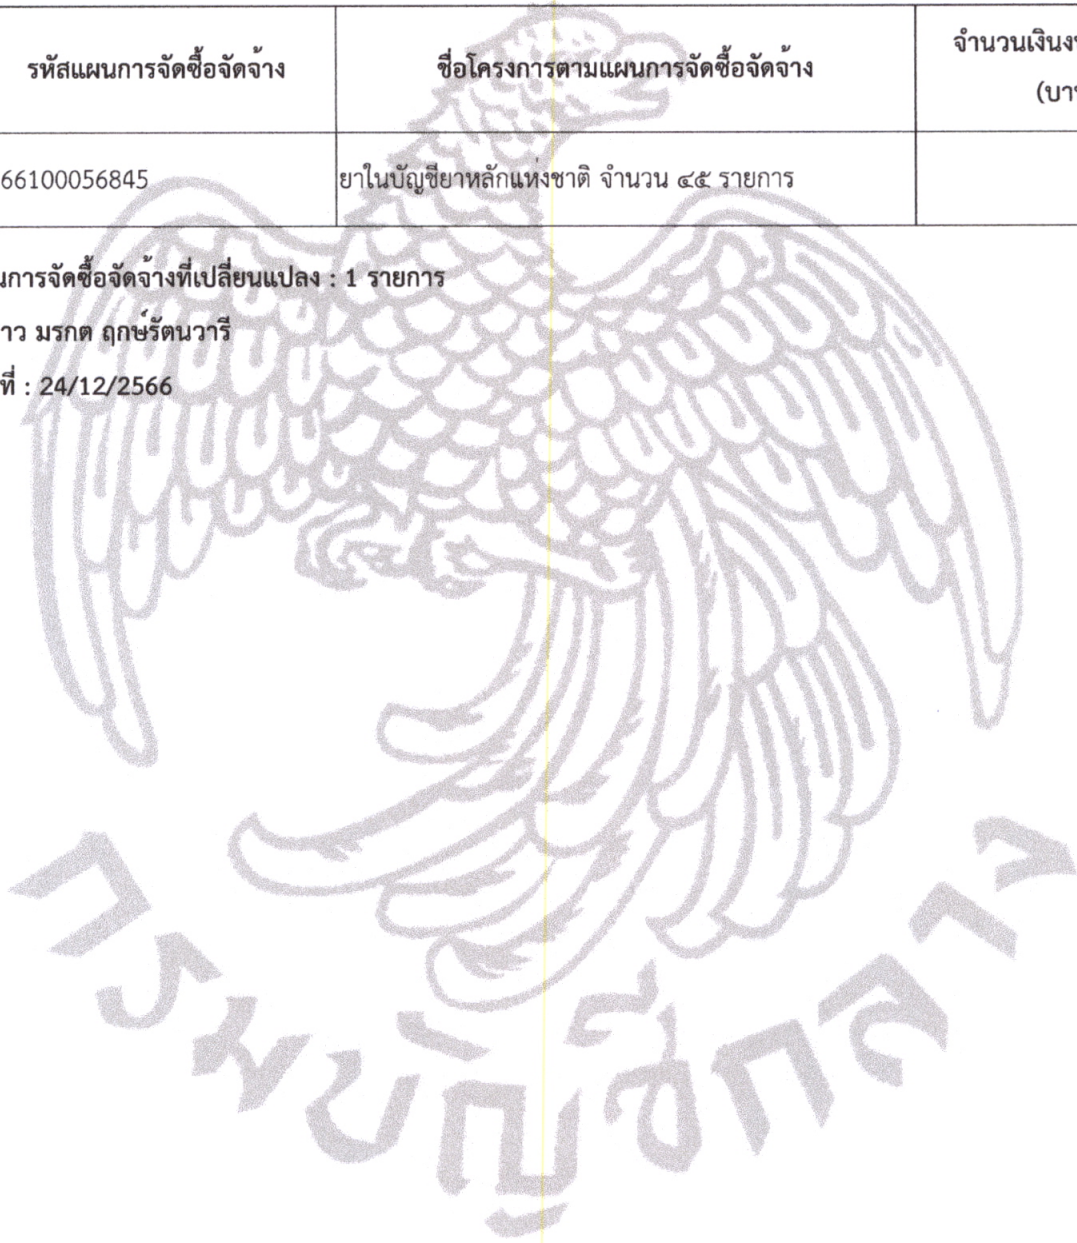 รหัสแผนการจัดซื้อจัดจ้าง ชื่อโครงการตามแผนการจัดซื้อจัดจ้าง จำนวนเงินง
(บา
66100056845 ยาในบัญชียาหลักแห่งชาติ จำนวน ๔๕ รายการ
นการจัดซื้อจัดจ้างที่เปลี่ยนแปลง : 1 รายการ
าว มรกต ฤกษ์รัตนวารี
ที่ : 24/12/2566
กรมบัญชีกลาง